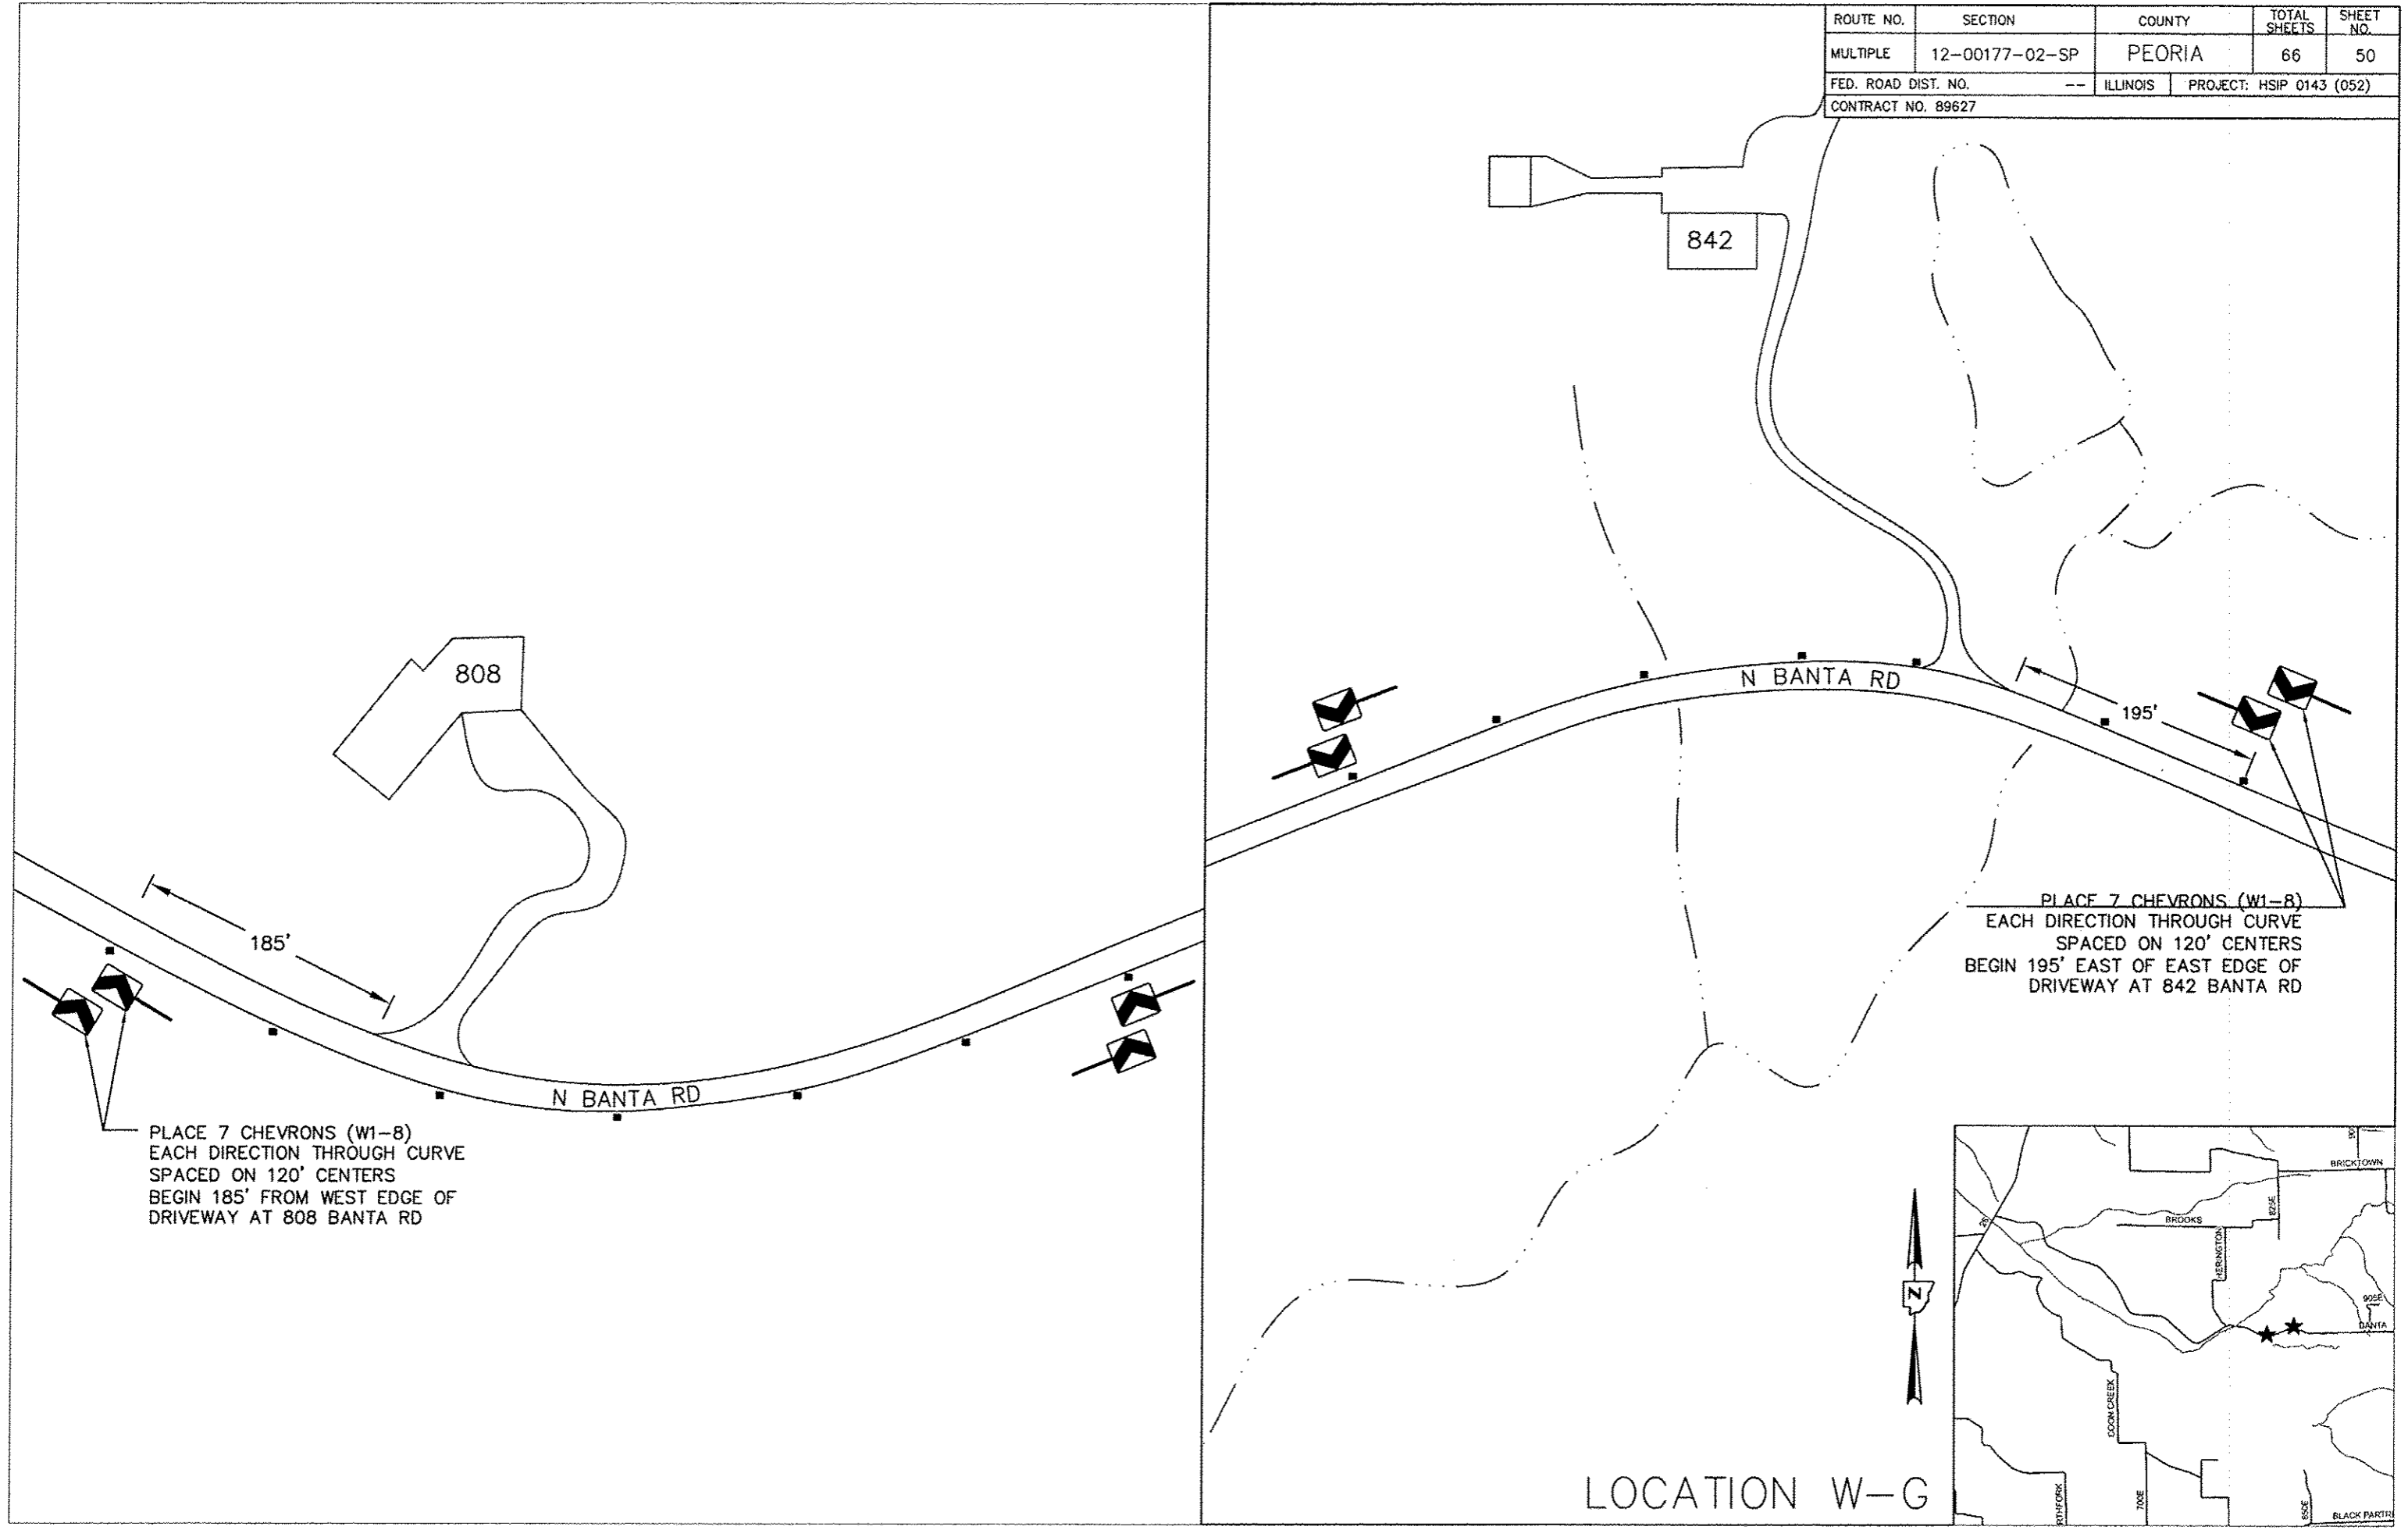 ROUTE NO. SECTION COUNTY TOTAL SHEETS SHEET NO.
MULTIPLE 12-00177-02-SP PEORIA 66 50
FED. ROAD DIST. NO. -- ILLINOIS PROJECT: HSIP 0143 (052)
CONTRACT NO. 89627
808
185'
N BANTA RD
PLACE 7 CHEVRONS (W1-8)
EACH DIRECTION THROUGH CURVE
SPACED ON 120' CENTERS
BEGIN 185' FROM WEST EDGE OF
DRIVEWAY AT 808 BANTA RD
842
N BANTA RD
195'
PLACE 7 CHEVRONS (W1-8)
EACH DIRECTION THROUGH CURVE
SPACED ON 120' CENTERS
BEGIN 195' EAST OF EAST EDGE OF
DRIVEWAY AT 842 BANTA RD
N
LOCATION W-G
BRICKTOWN
825E
BROOKS
HERINGTON
905E
BANTA
COON CREEK
700E
850E